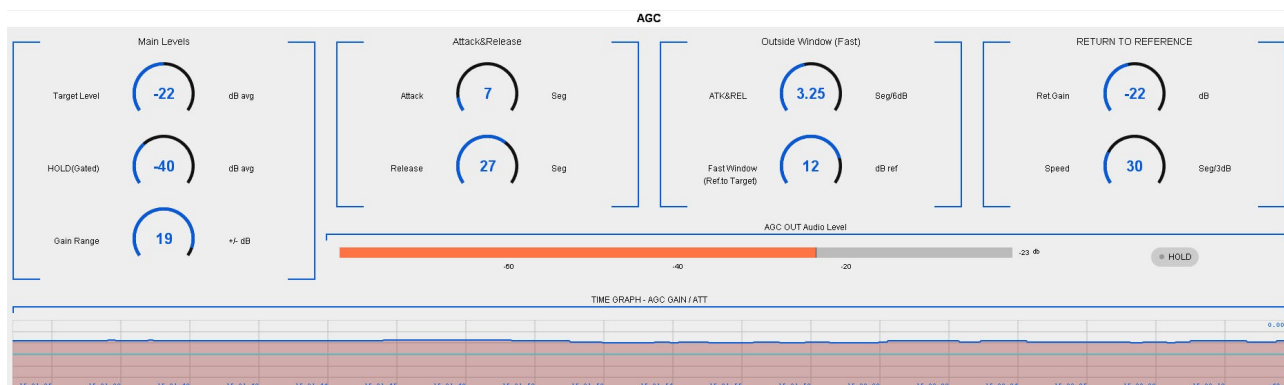 AGC
Main Levels
Target Level
-22
dB avg
HOLD(Gated)
-40
dB avg
Gain Range
19
+/- dB
Attack&Release
Attack
7
Seg
Release
27
Seg
Outside Window (Fast)
ATK&REL
3.25
Seg/6dB
Fast Window
(Ref.to Target)
12
dB ref
RETURN TO REFERENCE
Ret.Gain
-22
dB
Speed
30
Seg/3dB
AGC OUT Audio Level
-60
-40
-20
-23 db
HOLD
TIME GRAPH - AGC GAIN / ATT
0.00